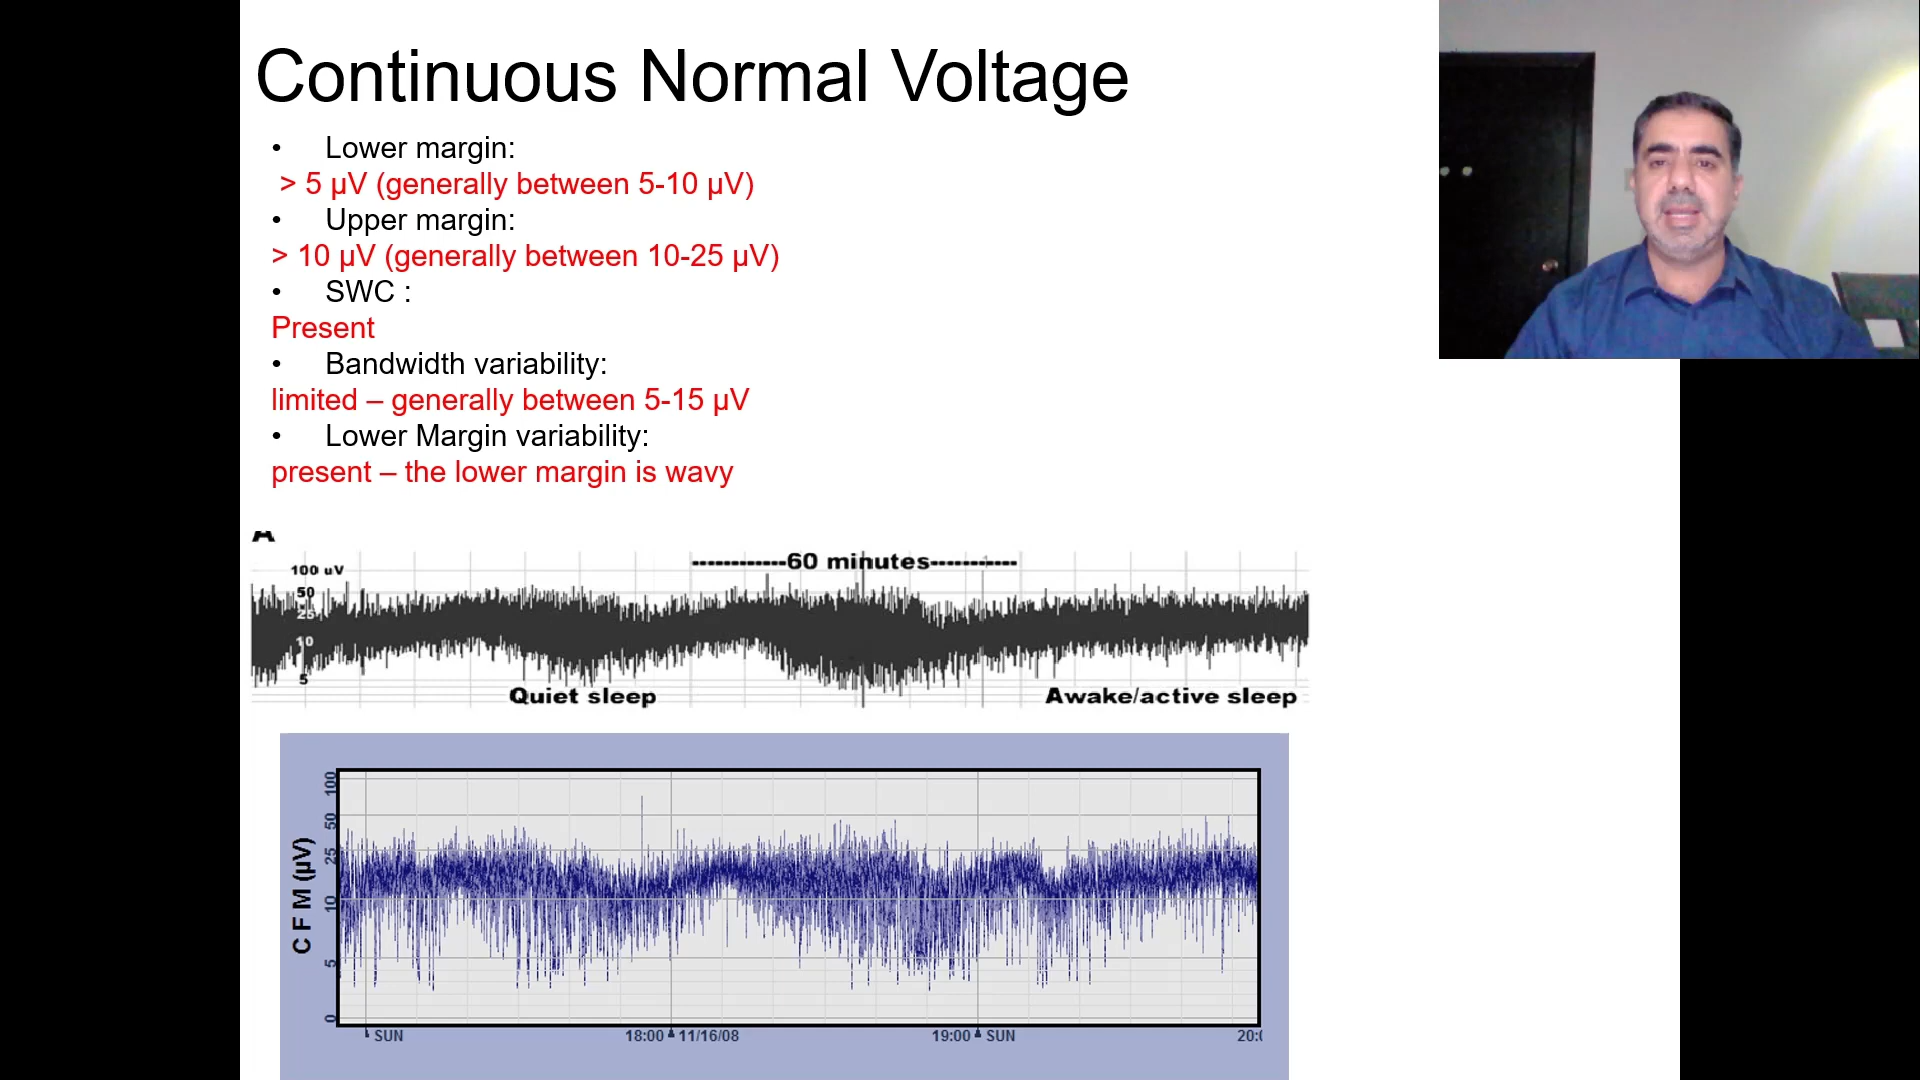 Continuous Normal Voltage
• Lower margin:
> 5 µV (generally between 5-10 µV)
• Upper margin:
> 10 µV (generally between 10-25 µV)
• SWC :
Present
• Bandwidth variability:
limited – generally between 5-15 µV
• Lower Margin variability:
present – the lower margin is wavy
A
------------60 minutes-----------
100 uV
50
25
10
5
Quiet sleep
Awake/active sleep
C F M (µV)
100
50
25
10
5
0
SUN
18:00 11/16/08
19:00 SUN